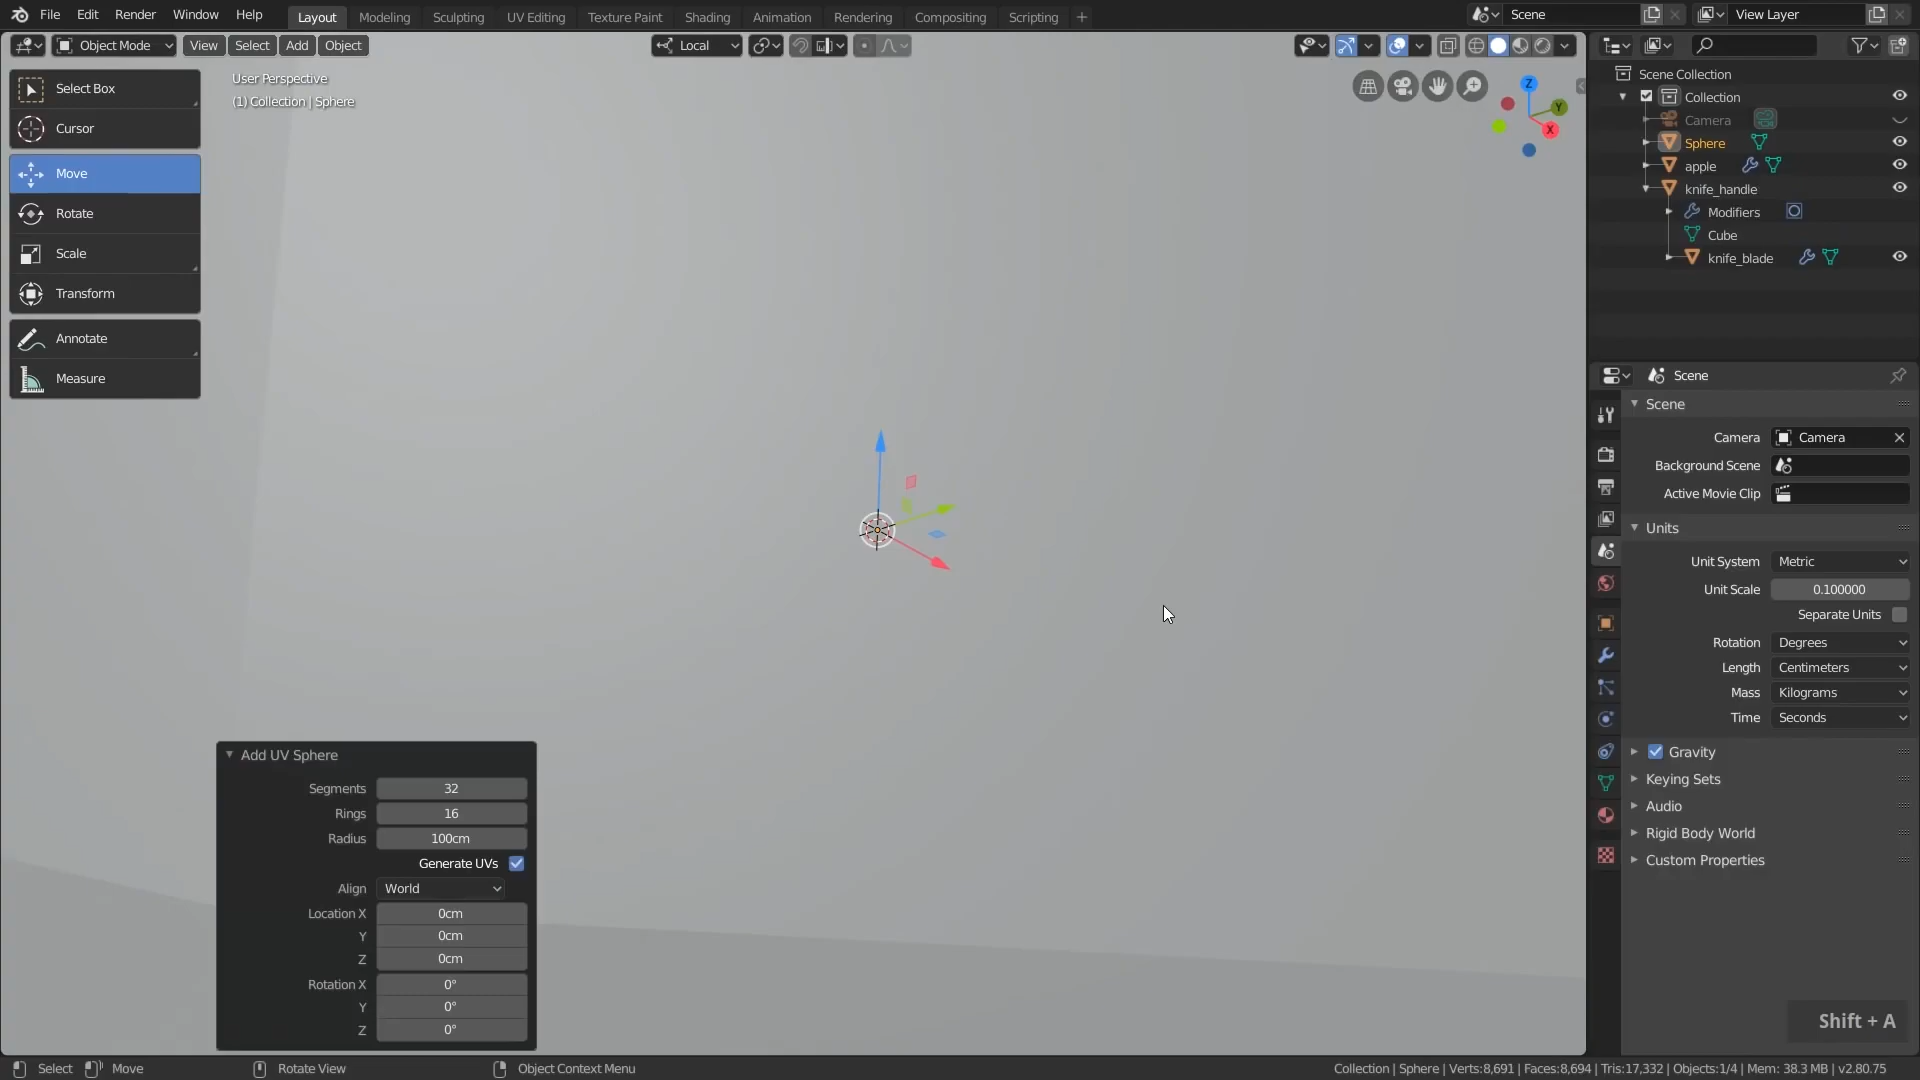 File Edit Render Window Help Layout Modeling Sculpting UV Editing Texture Paint Shading Animation Rendering Compositing Scripting + Scene View Layer
Object Mode View Select Add Object Local
User Perspective
(1) Collection | Sphere
Select Box
Cursor
Move
Rotate
Scale
Transform
Annotate
Measure
Z
Y
X
Scene Collection
Collection
Camera
Sphere
apple
knife_handle
Modifiers
Cube
knife_blade
Scene
Scene
Camera Camera
Background Scene
Active Movie Clip
Units
Unit System Metric
Unit Scale 0.100000
Separate Units
Rotation Degrees
Length Centimeters
Mass Kilograms
Time Seconds
Gravity
Keying Sets
Audio
Rigid Body World
Custom Properties
Add UV Sphere
Segments 32
Rings 16
Radius 100cm
Generate UVs
Align World
Location X 0cm
Y 0cm
Z 0cm
Rotation X 0°
Y 0°
Z 0°
Shift + A
Select Move Rotate View Object Context Menu Collection | Sphere | Verts:8,691 | Faces:8,694 | Tris:17,332 | Objects:1/4 | Mem: 38.3 MB | v2.80.75